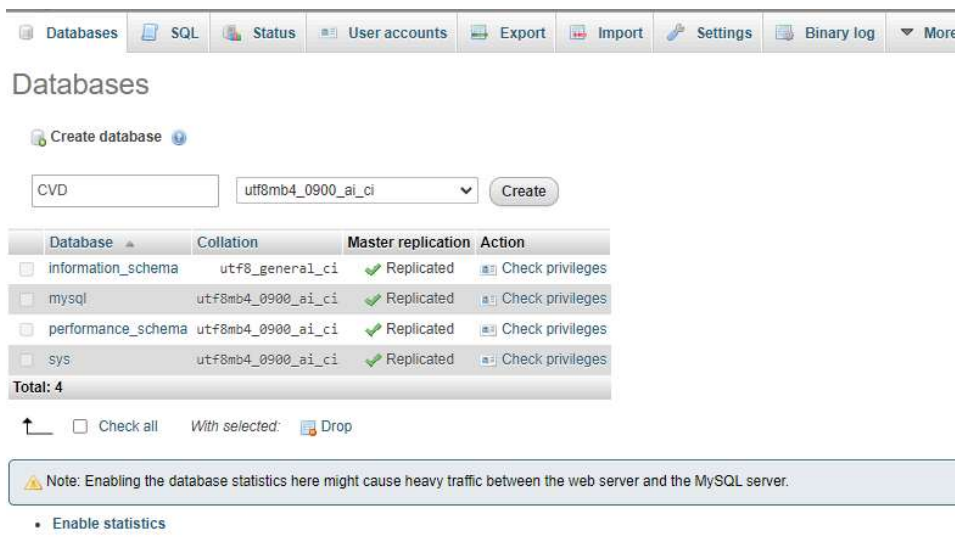 Databases SQL Status User accounts Export Import Settings Binary log More
Databases
Create database
CVD utf8mb4_0900_ai_ci Create
Database Collation Master replication Action
information_schema utf8_general_ci Replicated Check privileges
mysql utf8mb4_0900_ai_ci Replicated Check privileges
performance_schema utf8mb4_0900_ai_ci Replicated Check privileges
sys utf8mb4_0900_ai_ci Replicated Check privileges
Total: 4
Check all With selected: Drop
Note: Enabling the database statistics here might cause heavy traffic between the web server and the MySQL server.
• Enable statistics